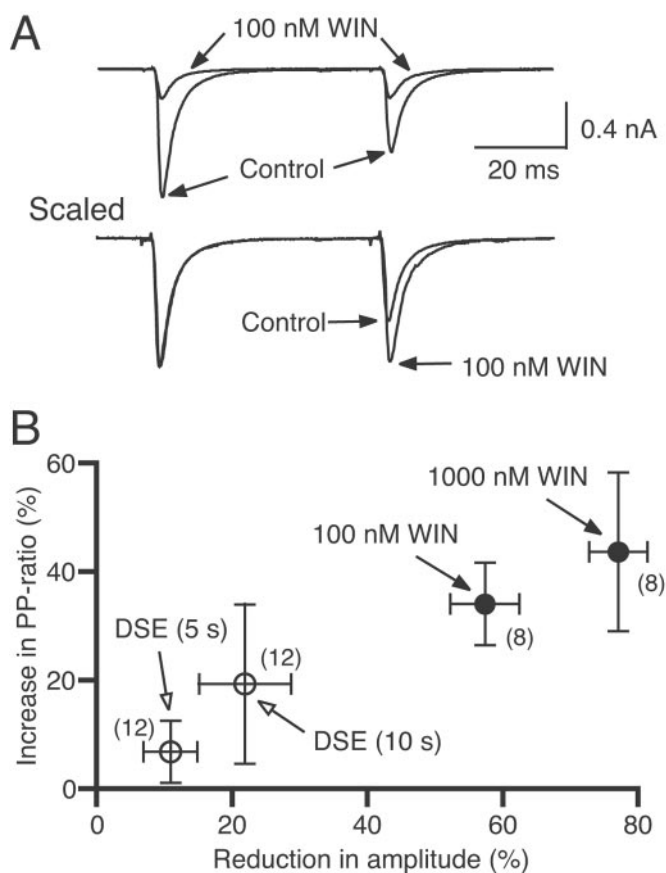 A
100 nM WIN
0.4 nA
20 ms
Control
Scaled
Control
100 nM WIN
B
60
1000 nM WIN
100 nM WIN
40
(8)
DSE (5 s)
(12)
(8)
20
(12)
DSE (10 s)
0
0 20 40 60 80
Increase in PP-ratio (%)
Reduction in amplitude (%)